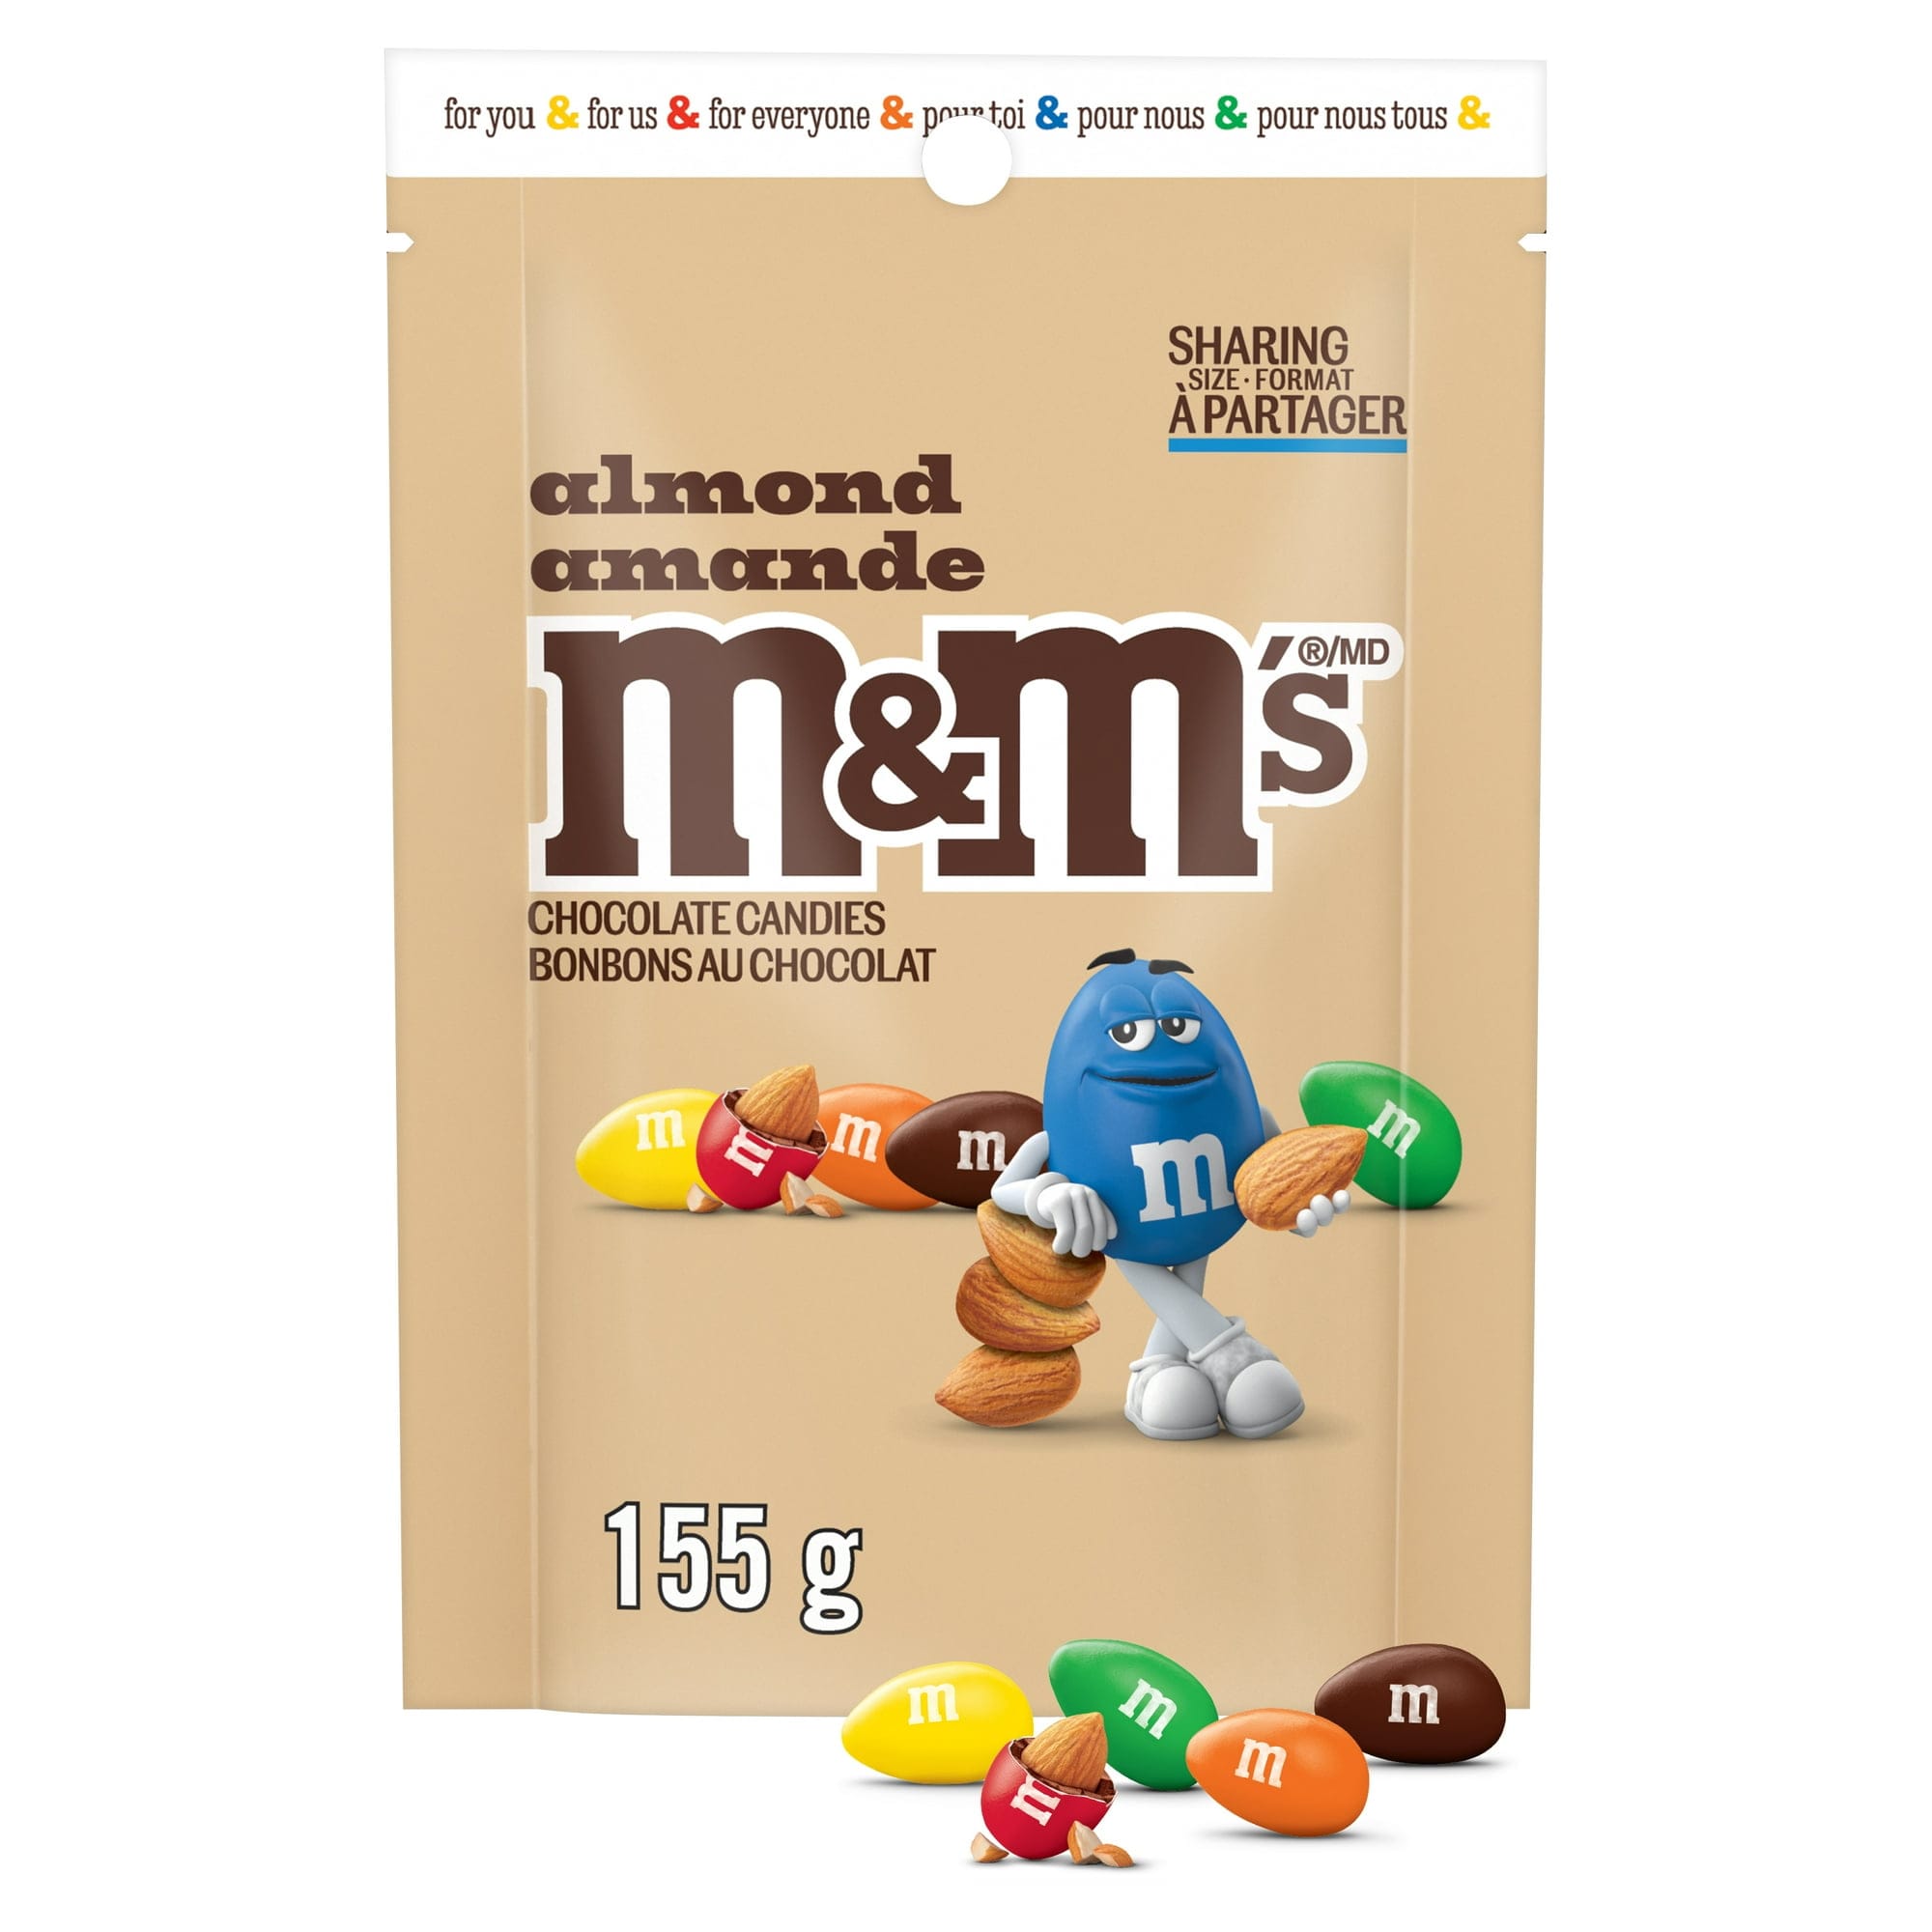 for you & for us & for everyone & pour toi & pour nous & pour nous tous &
SHARING
SIZE · FORMAT
À PARTAGER
almond
amande
m&m's ®/MD
CHOCOLATE CANDIES
BONBONS AU CHOCOLAT
m
m
m
m
m
m
155 g
m
m
m
m
m